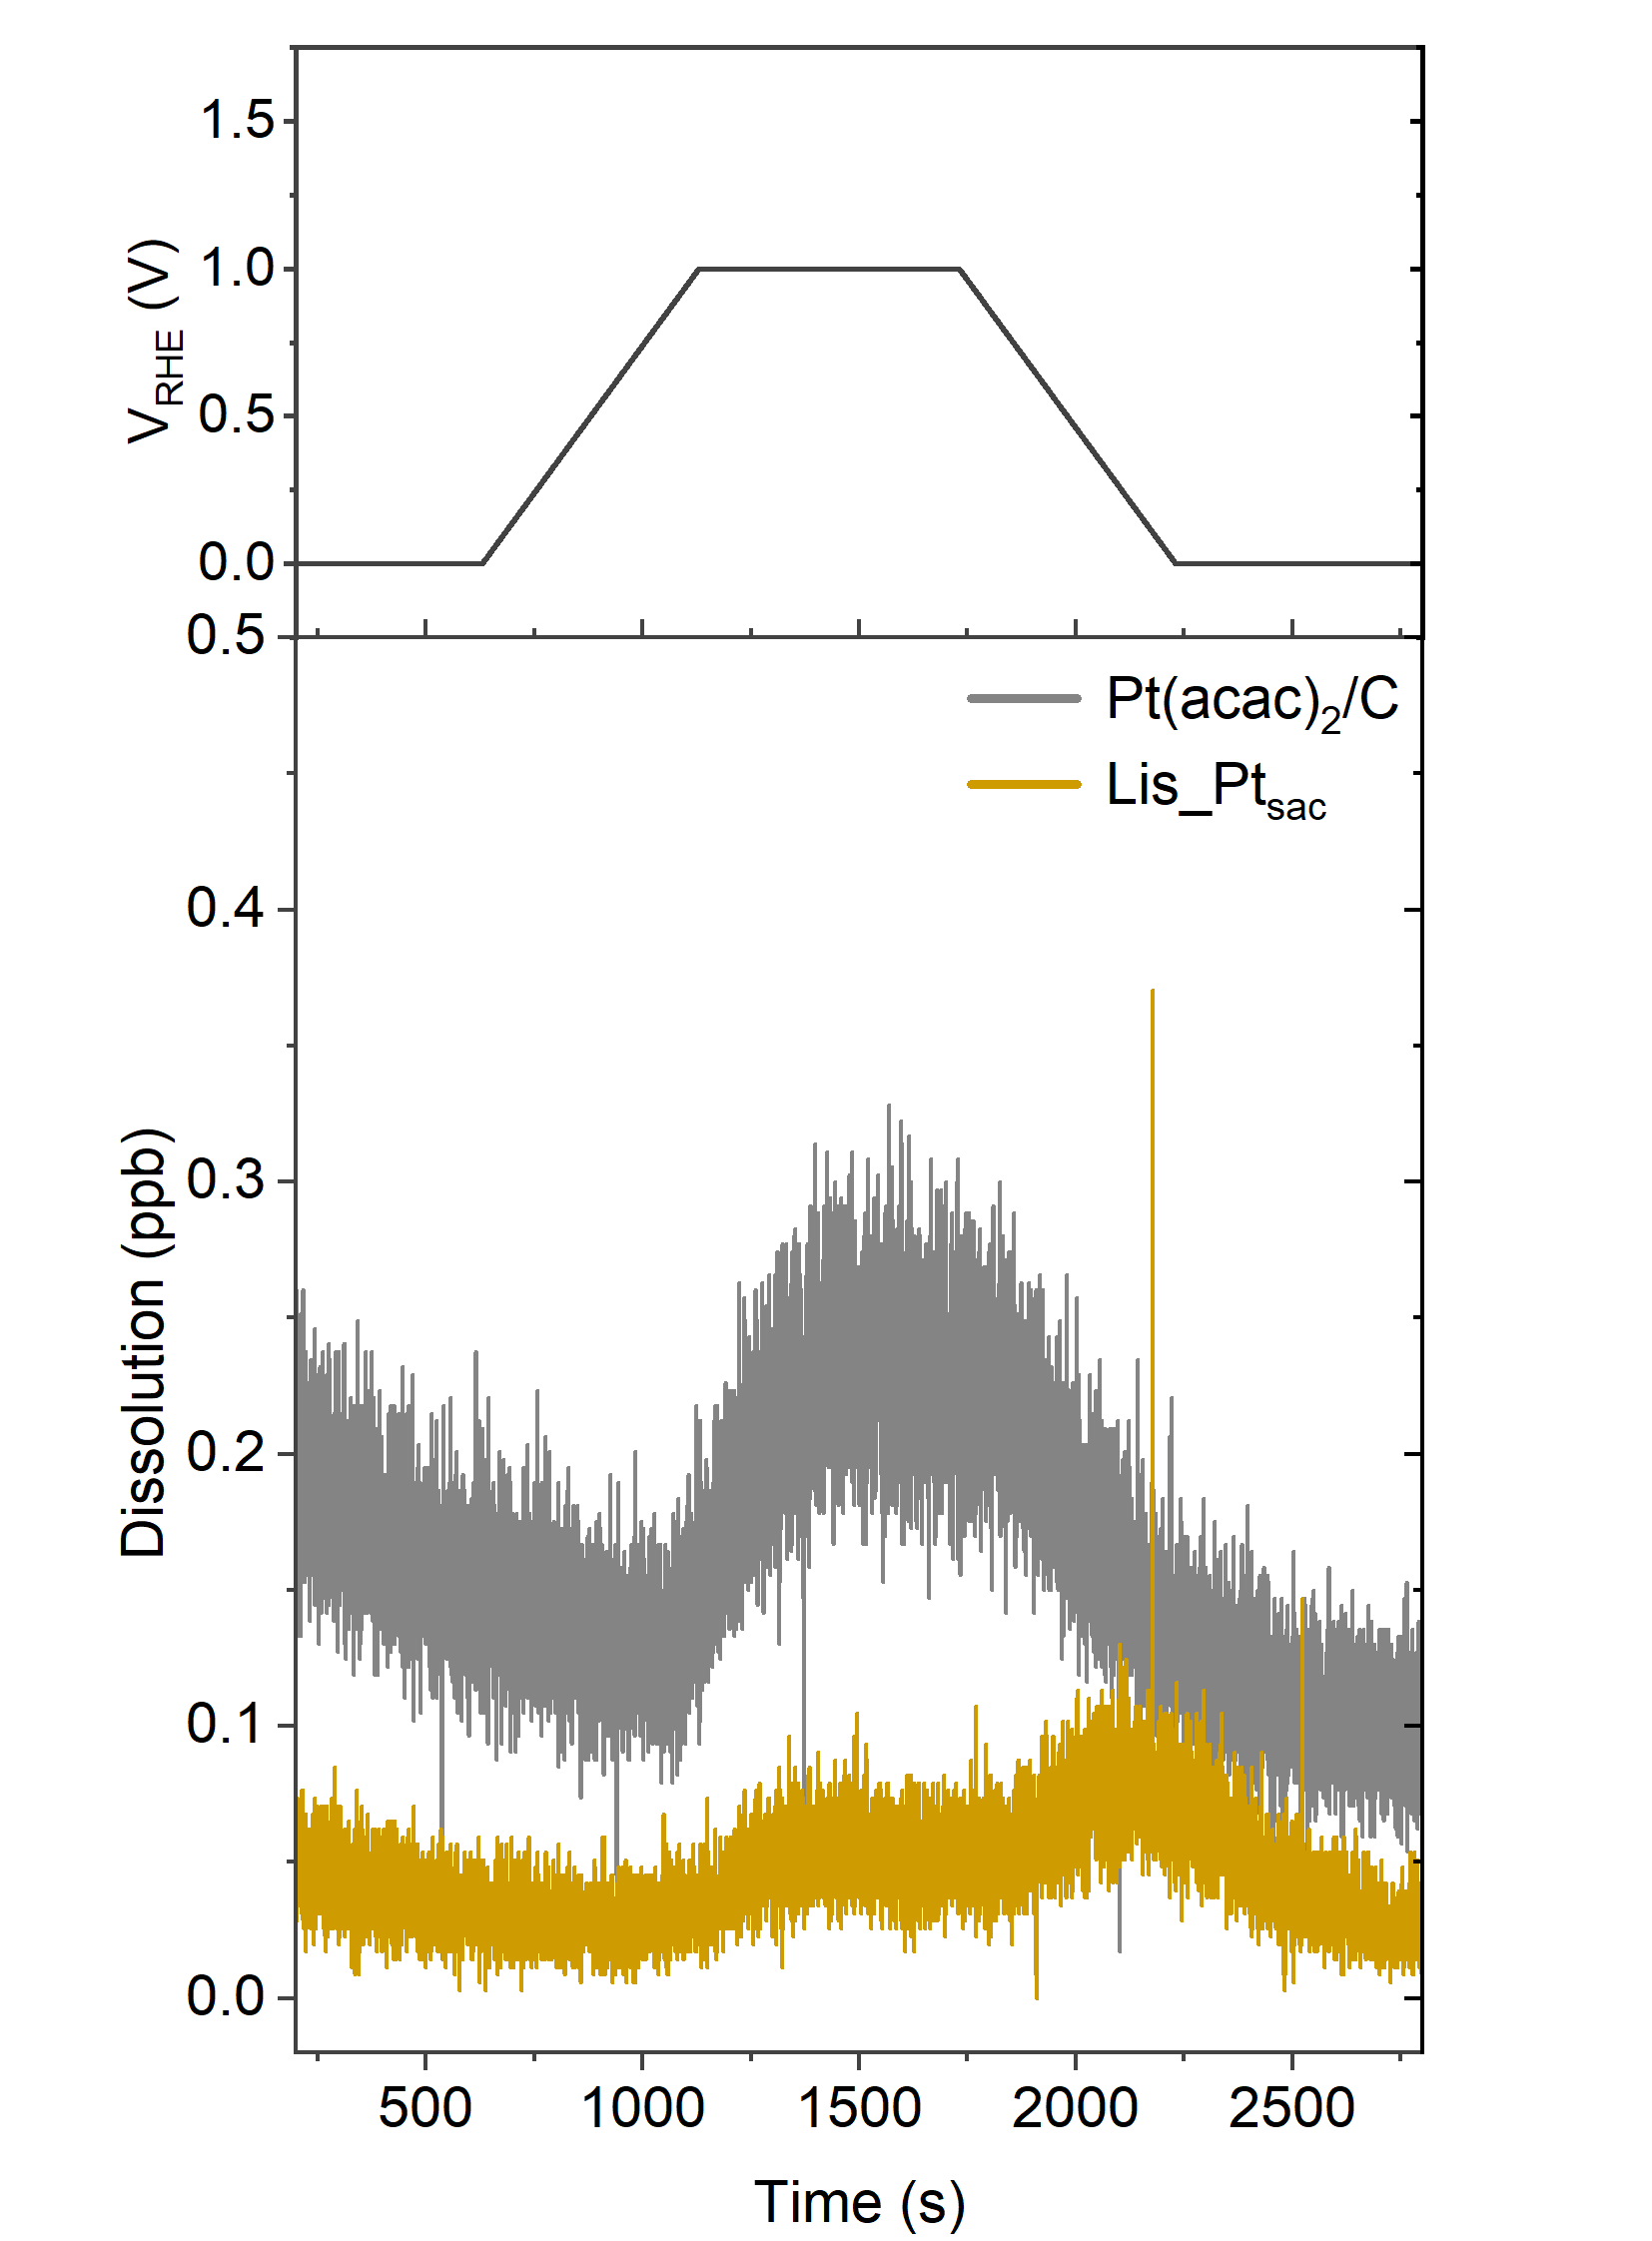 1.5
1.0
0.5
0.0
V_RHE (V)
0.5
0.4
0.3
0.2
0.1
0.0
Dissolution (ppb)
Pt(acac)₂/C
Lis_Pt_sac
500 1000 1500 2000 2500
Time (s)